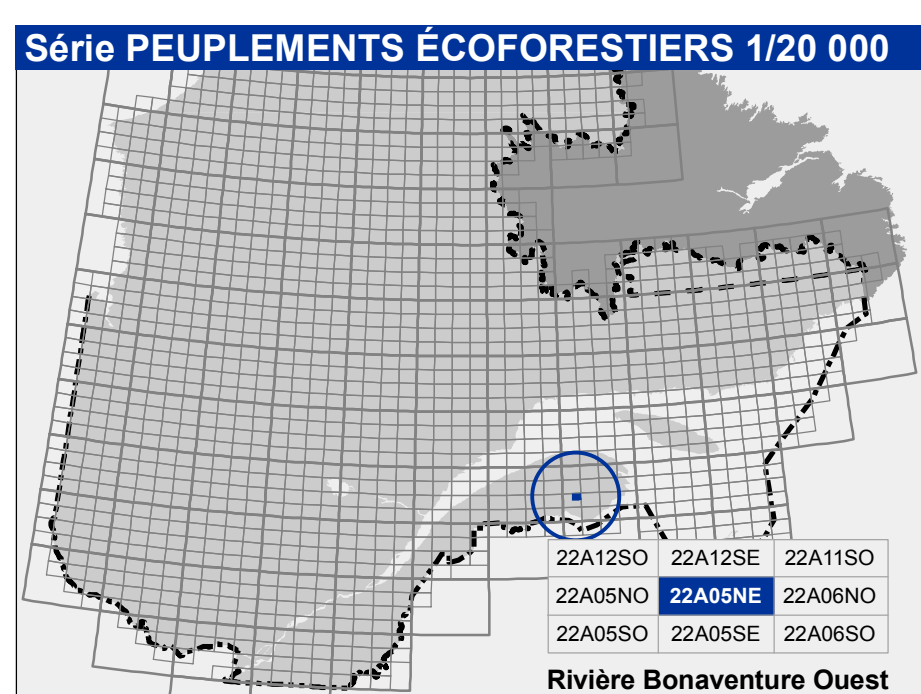 Série PEUPLEMENTS ÉCOFORESTIERS 1/20 000
22A12SO 22A12SE 22A11SO
22A05NO 22A05NE 22A06NO
22A05SO 22A05SE 22A06SO
Rivière Bonaventure Ouest